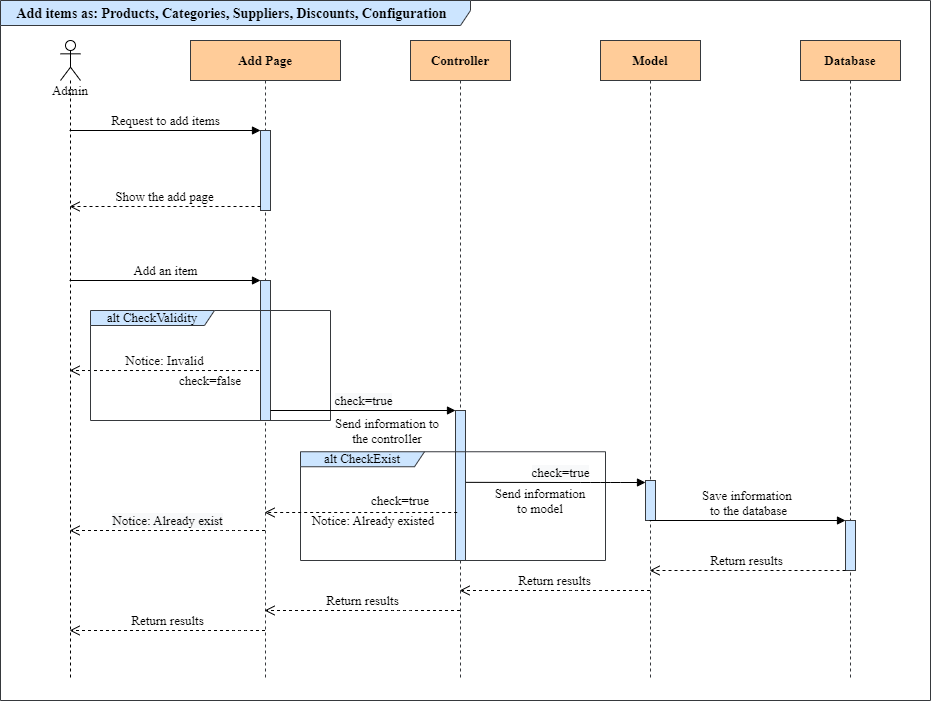 Add items as: Products, Categories, Suppliers, Discounts, Configuration
Add Page
Controller
Model
Database
Admin
Request to add items
Show the add page
Add an item
alt CheckValidity
Notice: Invalid
check=false
check=true
Send information to
the controller
alt CheckExist
check=true
Send information
to model
Save information
to the database
check=true
Notice: Already existed
Notice: Already exist
Return results
Return results
Return results
Return results